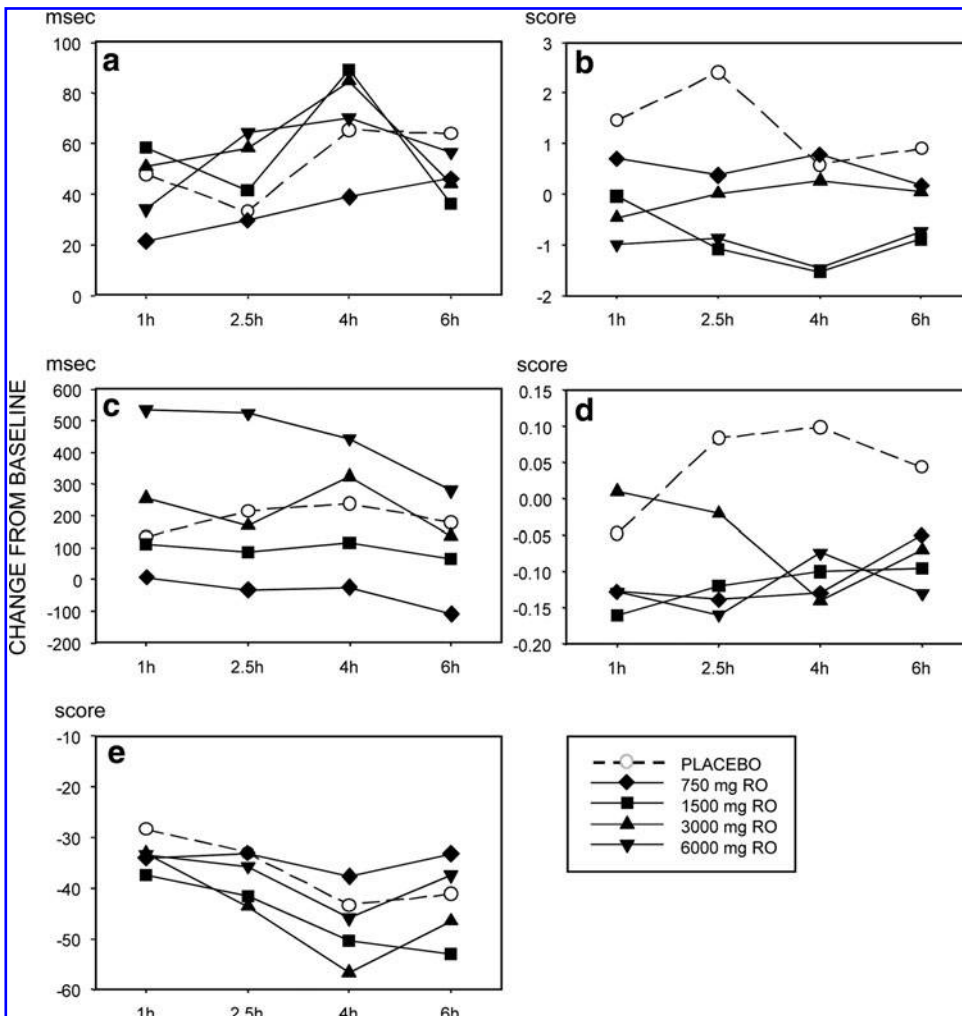 msec
a
100
80
60
40
20
0
1h 2.5h 4h 6h
score
b
3
2
1
0
-1
-2
1h 2.5h 4h 6h
CHANGE FROM BASELINE
msec
c
600
500
400
300
200
100
0
-100
-200
1h 2.5h 4h 6h
score
d
0.15
0.10
0.05
0.00
-0.05
-0.10
-0.15
-0.20
1h 2.5h 4h 6h
score
e
-10
-20
-30
-40
-50
-60
1h 2.5h 4h 6h
PLACEBO
750 mg RO
1500 mg RO
3000 mg RO
6000 mg RO